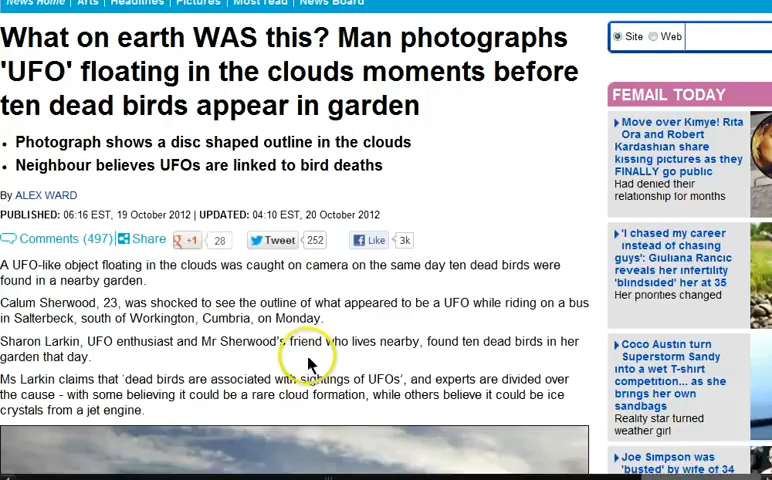 News Home | Arts | Headlines | Pictures | Most read | News Board
What on earth WAS this? Man photographs
'UFO' floating in the clouds moments before
ten dead birds appear in garden
• Photograph shows a disc shaped outline in the clouds
• Neighbour believes UFOs are linked to bird deaths
By ALEX WARD
PUBLISHED: 06:16 EST, 19 October 2012 | UPDATED: 04:10 EST, 20 October 2012
Comments (497) Share +1 28 Tweet 252 Like 3k
A UFO-like object floating in the clouds was caught on camera on the same day ten dead birds were
found in a nearby garden.
Calum Sherwood, 23, was shocked to see the outline of what appeared to be a UFO while riding on a bus
in Salterbeck, south of Workington, Cumbria, on Monday.
Sharon Larkin, UFO enthusiast and Mr Sherwood's friend who lives nearby, found ten dead birds in her
garden that day.
Ms Larkin claims that 'dead birds are associated with sightings of UFOs', and experts are divided over
the cause - with some believing it could be a rare cloud formation, while others believe it could be ice
crystals from a jet engine.
Site Web
FEMAIL TODAY
Move over Kimye! Rita
Ora and Robert
Kardashian share
kissing pictures as they
FINALLY go public
Had denied their
relationship for months
'I chased my career
instead of chasing
guys': Giuliana Rancic
reveals her infertility
'blindsided' her at 35
Her priorities changed
Coco Austin turn
Superstorm Sandy
into a wet T-shirt
competition... as she
brings her own
sandbags
Reality star turned
weather girl
Joe Simpson was
'busted' by wife of 34